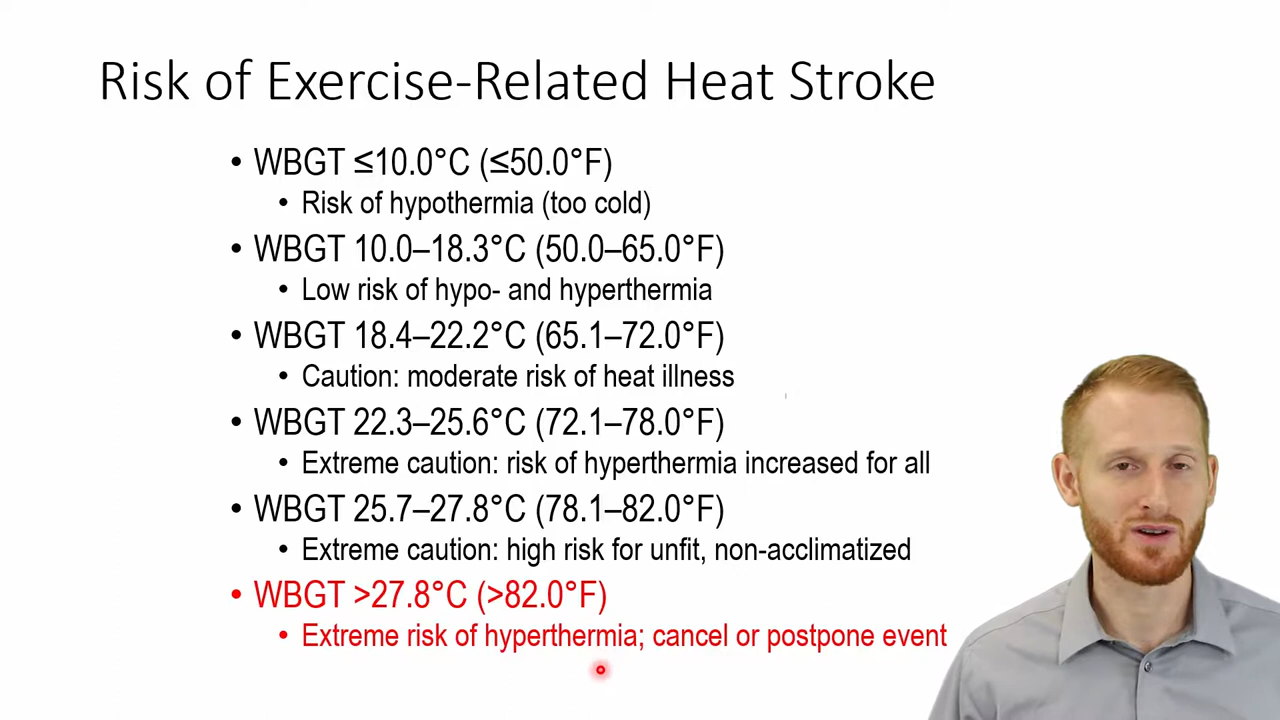 Risk of Exercise-Related Heat Stroke
• WBGT ≤10.0°C (≤50.0°F)
• Risk of hypothermia (too cold)
• WBGT 10.0–18.3°C (50.0–65.0°F)
• Low risk of hypo- and hyperthermia
• WBGT 18.4–22.2°C (65.1–72.0°F)
• Caution: moderate risk of heat illness
• WBGT 22.3–25.6°C (72.1–78.0°F)
• Extreme caution: risk of hyperthermia increased for all
• WBGT 25.7–27.8°C (78.1–82.0°F)
• Extreme caution: high risk for unfit, non-acclimatized
• WBGT >27.8°C (>82.0°F)
• Extreme risk of hyperthermia; cancel or postpone event